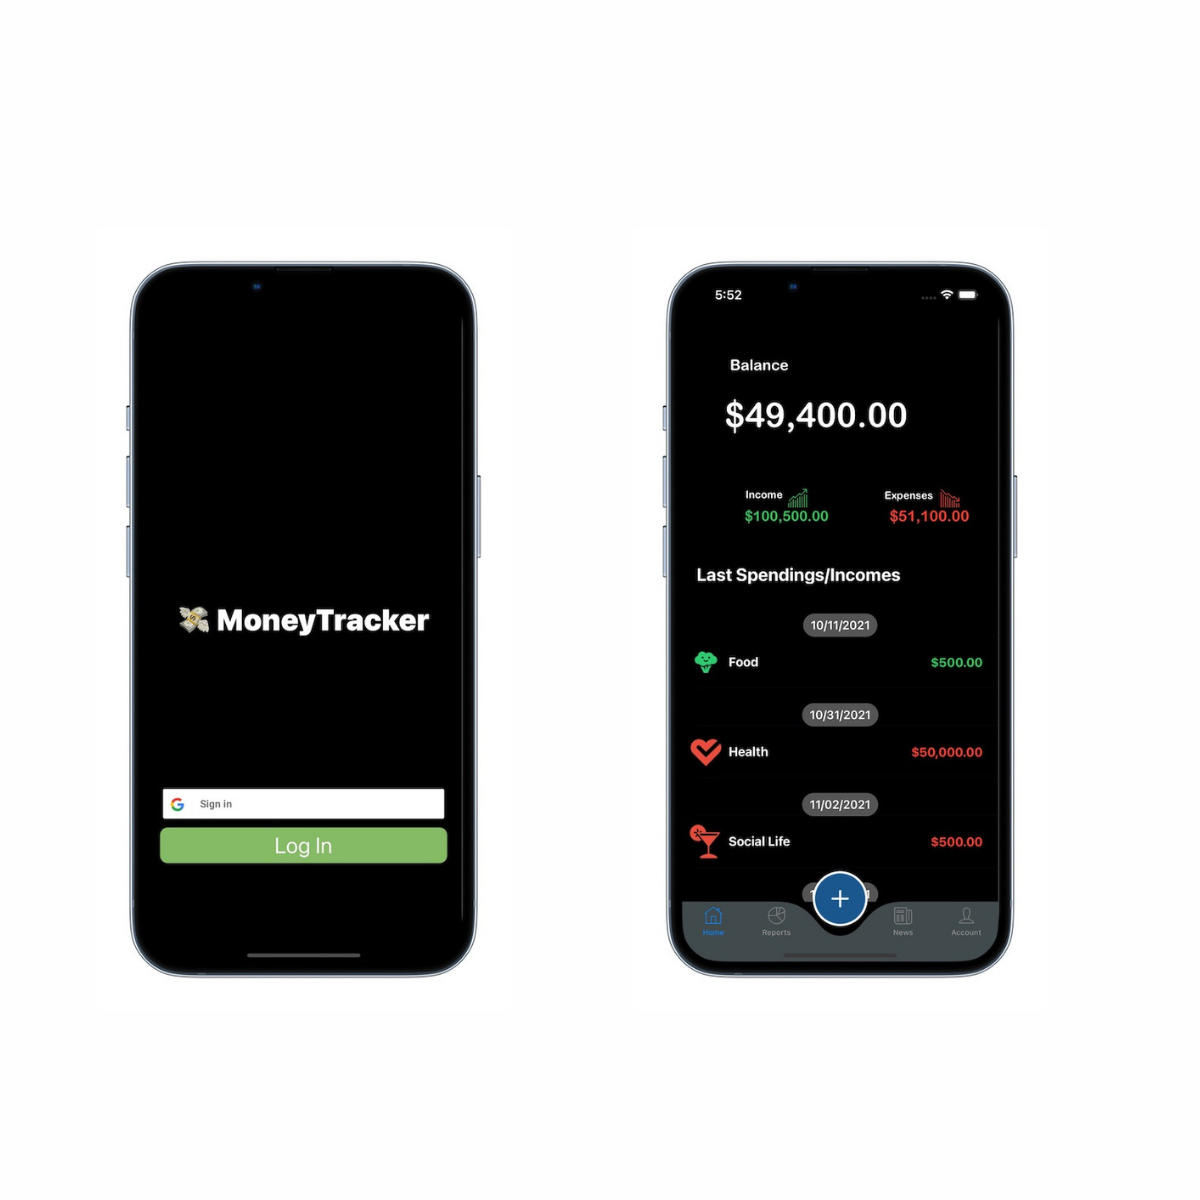 MoneyTracker
Sign in
Log In
5:52
Balance
$49,400.00
Income
$100,500.00
Expenses
$51,100.00
Last Spendings/Incomes
10/11/2021
Food
$500.00
10/31/2021
Health
$50,000.00
11/02/2021
Social Life
$500.00
Home
Reports
News
Account